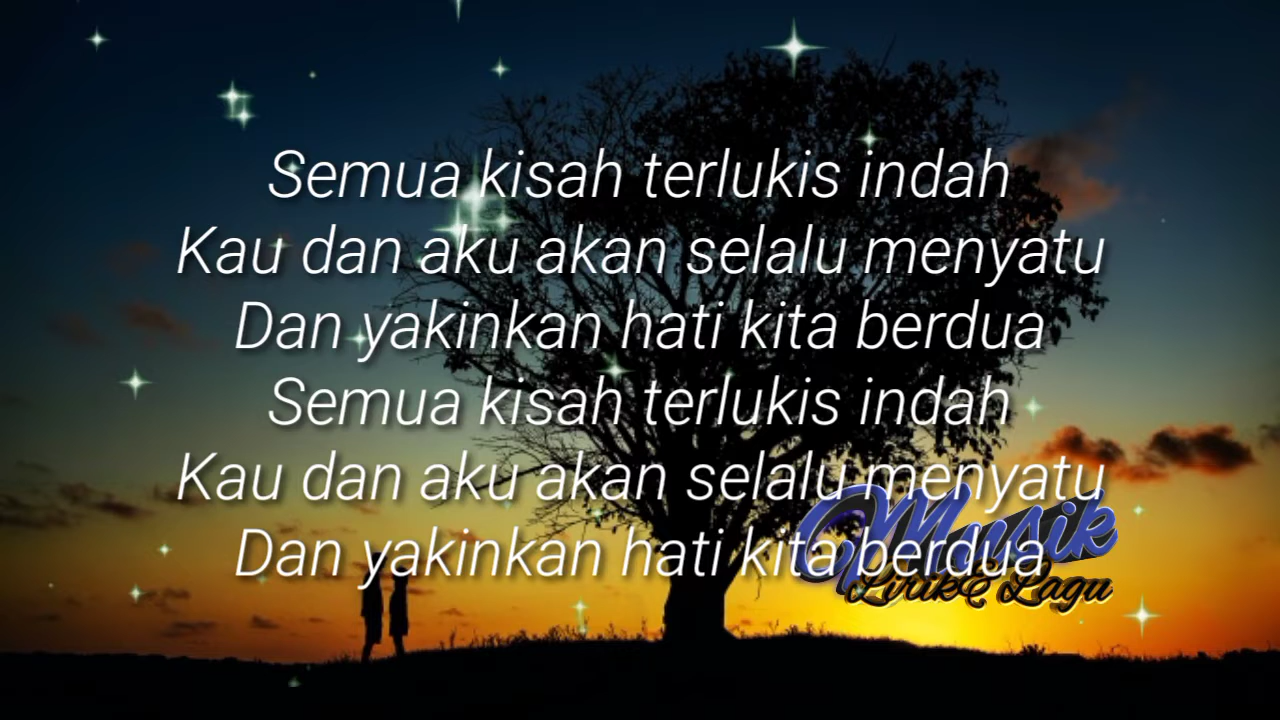 Semua kisah terlukis indah
Kau dan aku akan selalu menyatu
Dan yakinkan hati kita berdua
Semua kisah terlukis indah
Kau dan aku akan selalu menyatu
Dan yakinkan hati kita berdua
Musik
Lirik Lagu